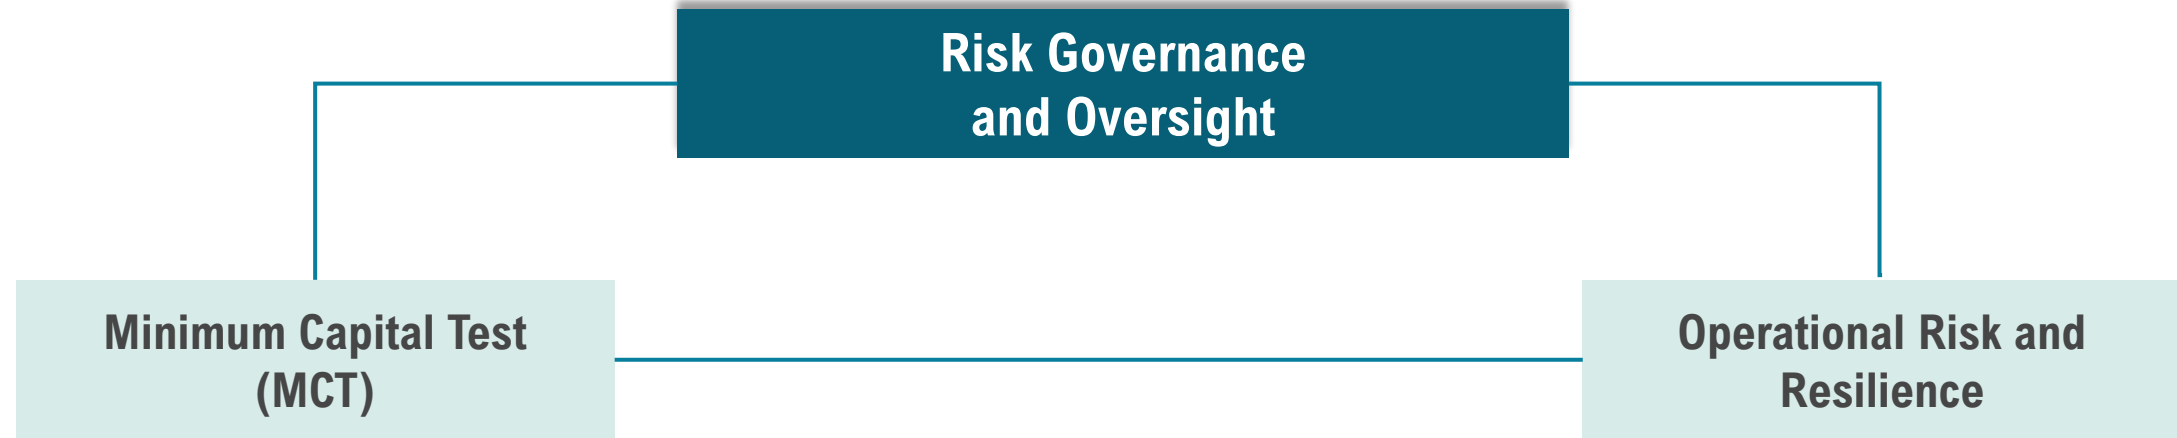 Risk Governance
and Oversight
Minimum Capital Test
(MCT)
Operational Risk and
Resilience